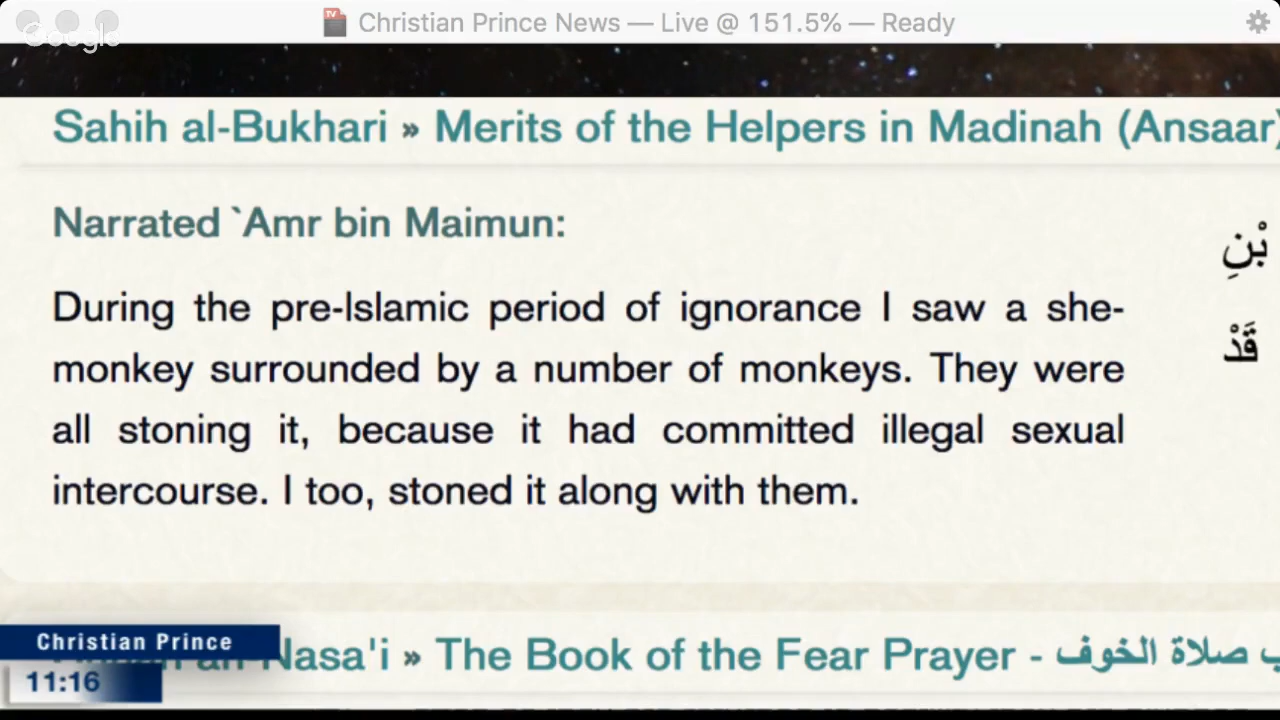 Christian Prince News — Live @ 151.5% — Ready
Google
Sahih al-Bukhari » Merits of the Helpers in Madinah (Ansaar)
Narrated `Amr bin Maimun:
بْنِ
During the pre-Islamic period of ignorance I saw a she-
قَدْ
monkey surrounded by a number of monkeys. They were
all stoning it, because it had committed illegal sexual
intercourse. I too, stoned it along with them.
Christian Prince
an Nasa'i » The Book of the Fear Prayer - صلاة الخوف
11:16